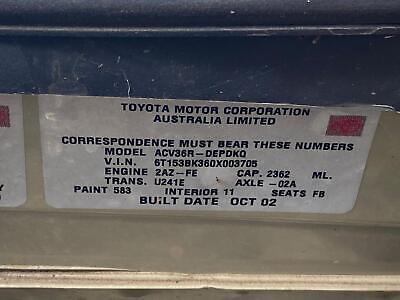 TOYOTA MOTOR CORPORATION
AUSTRALIA LIMITED
CORRESPONDENCE MUST BEAR THESE NUMBERS
MODEL ACV36R-DEPDKQ
V.I.N. 6T153BK360X003705
ENGINE 2AZ-FE CAP. 2362 ML.
TRANS. U241E AXLE -02A
PAINT 583 INTERIOR 11 SEATS FB
BUILT DATE OCT 02